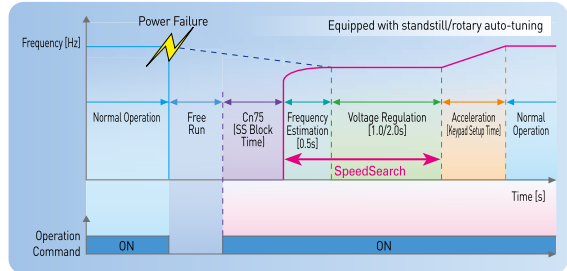 Power Failure
Equipped with standstill/rotary auto-tuning
Frequency [Hz]
Normal Operation
Free
Run
Cn75
[SS Block
Time]
Frequency
Estimation
[0.5s]
Voltage Regulation
[1.0/2.0s]
Acceleration
[Keypad Setup Time]
Normal
Operation
SpeedSearch
Time [s]
Operation
Command
ON
ON